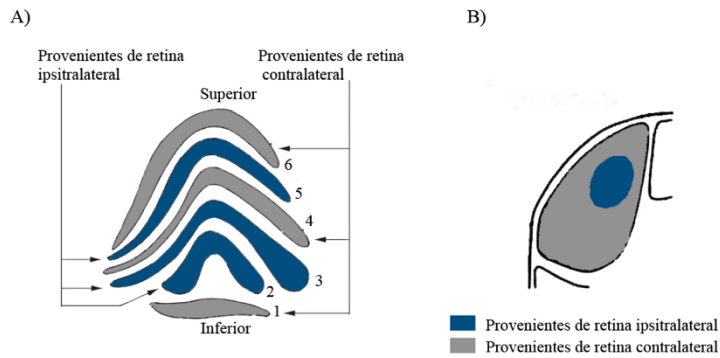 A)
B)
Provenientes de retina
ipsitralateral
Provenientes de retina
contralateral
Superior
6
5
4
3
2
1
Inferior
Provenientes de retina ipsitralateral
Provenientes de retina contralateral